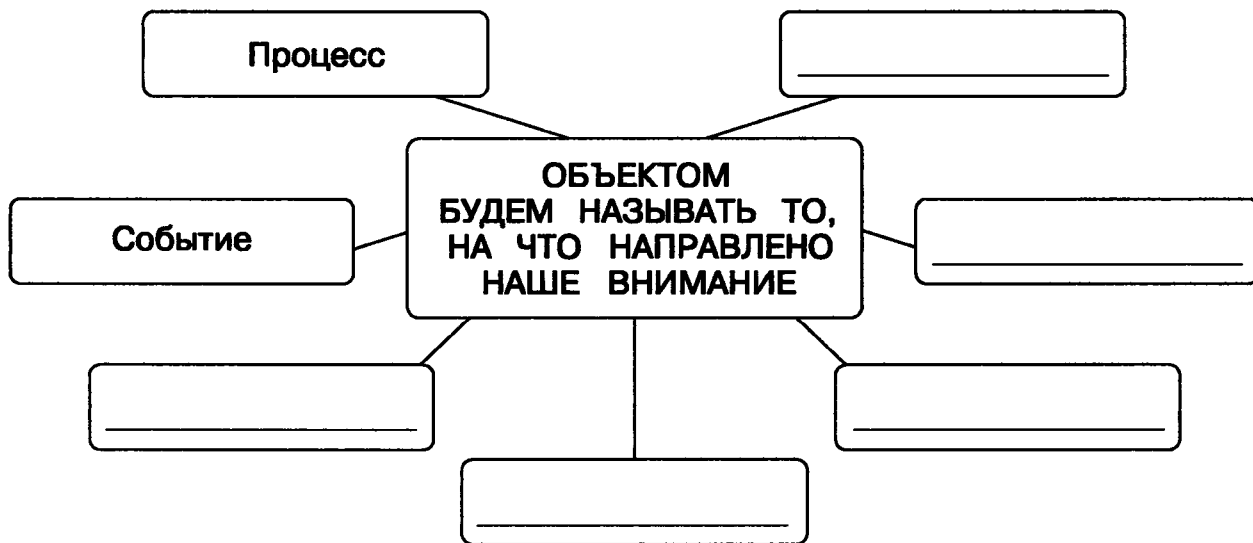 Процесс
ОБЪЕКТОМ
БУДЕМ НАЗЫВАТЬ ТО,
НА ЧТО НАПРАВЛЕНО
НАШЕ ВНИМАНИЕ
Событие